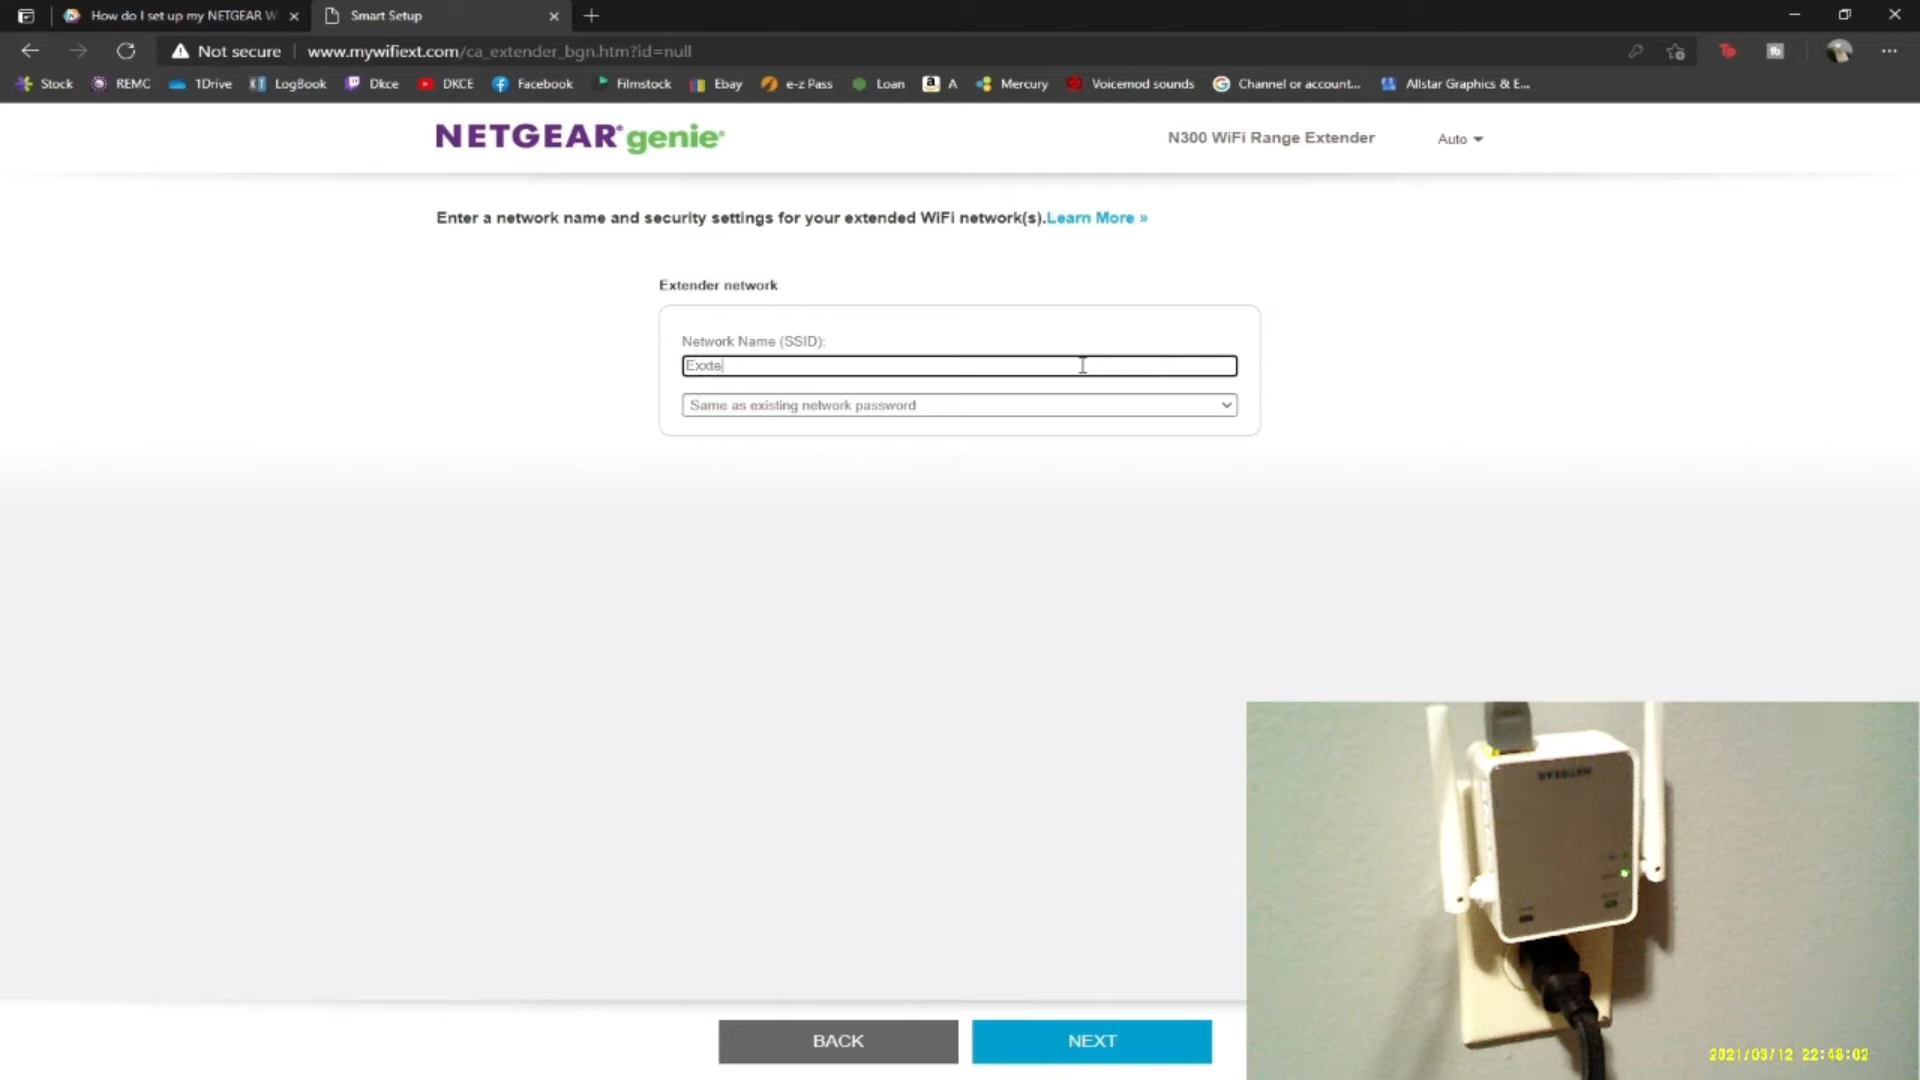 How do I set up my NETGEAR W
Smart Setup
Not secure
www.mywifiext.com/ca_extender_bgn.htm?id=null
Stock
REMC
1Drive
LogBook
Dkce
DKCE
Facebook
Filmstock
Ebay
e-z Pass
Loan
A
Mercury
Voicemod sounds
Channel or account...
Allstar Graphics & E...
NETGEAR genie
N300 WiFi Range Extender
Auto
Enter a network name and security settings for your extended WiFi network(s).Learn More »
Extender network
Network Name (SSID):
Exxte
Same as existing network password
BACK
NEXT
NETGEAR
2021/03/12 22:48:02